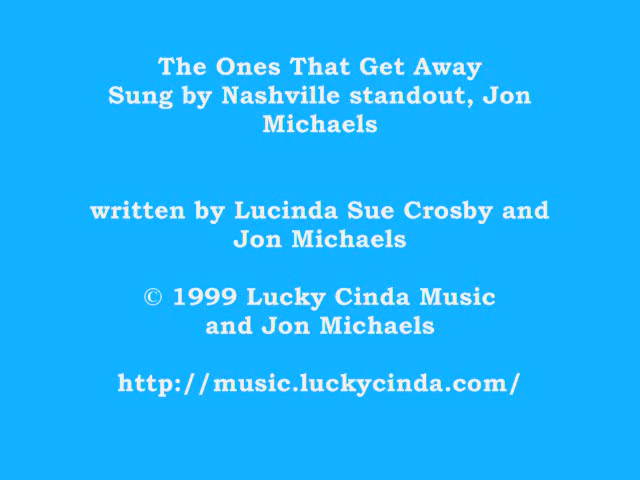 The Ones That Get Away
Sung by Nashville standout, Jon
Michaels
written by Lucinda Sue Crosby and
Jon Michaels
© 1999 Lucky Cinda Music
and Jon Michaels
http://music.luckycinda.com/